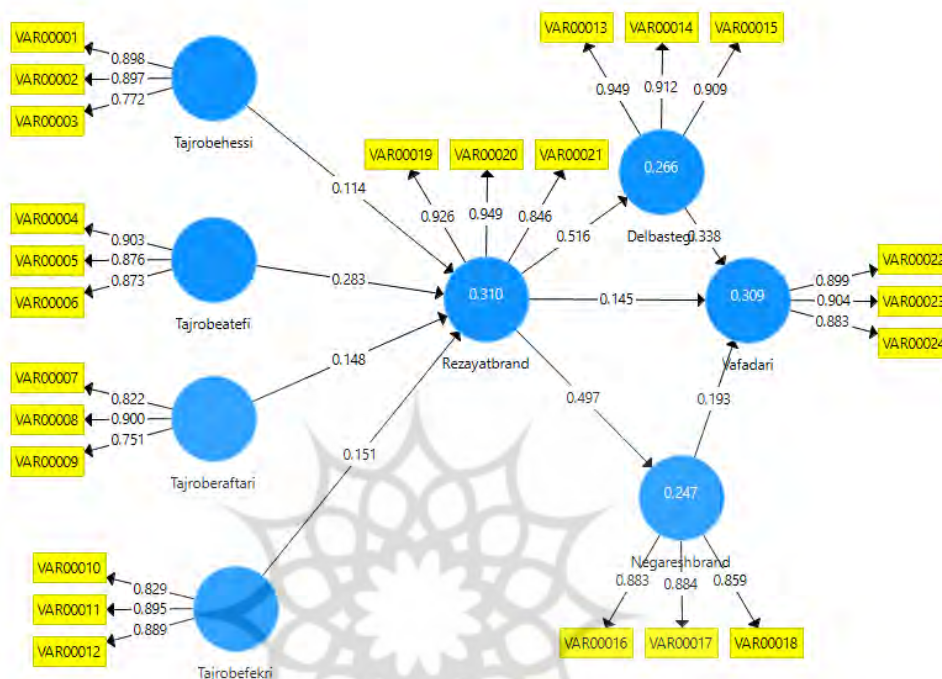 VAR00001
VAR00002
VAR00003
0.898
0.897
0.772
Tajrobehessi
0.114
VAR00004
VAR00005
VAR00006
0.903
0.876
0.873
Tajrobeatefi
0.283
VAR00007
VAR00008
VAR00009
0.822
0.900
0.751
Tajroberaftari
0.148
VAR00010
VAR00011
VAR00012
0.829
0.895
0.889
Tajrobefekri
0.151
VAR00019
VAR00020
VAR00021
0.926
0.949
0.846
0.310
Rezayatbrand
0.516
0.145
0.497
VAR00013
VAR00014
VAR00015
0.949
0.912
0.909
0.266
Delbastegi
0.338
0.309
Vafadari
0.899
0.904
0.883
VAR00022
VAR00023
VAR00024
0.193
0.247
Negareshbrand
0.883
0.884
0.859
VAR00016
VAR00017
VAR00018